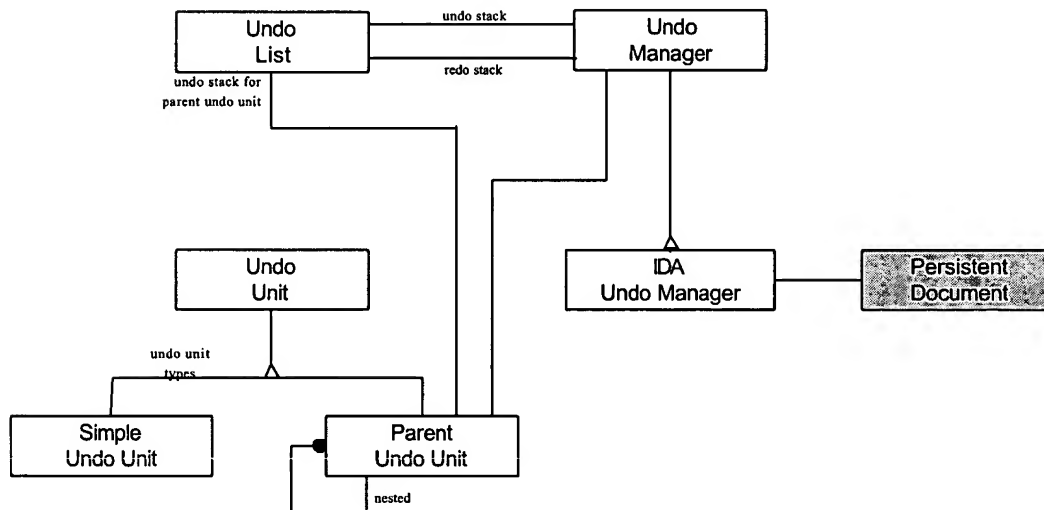 undo stack
Undo
List
Undo
Manager
redo stack
undo stack for
parent undo unit
Undo
Unit
IDA
Undo Manager
Persistent
Document
undo unit
types
Simple
Undo Unit
Parent
Undo Unit
nested